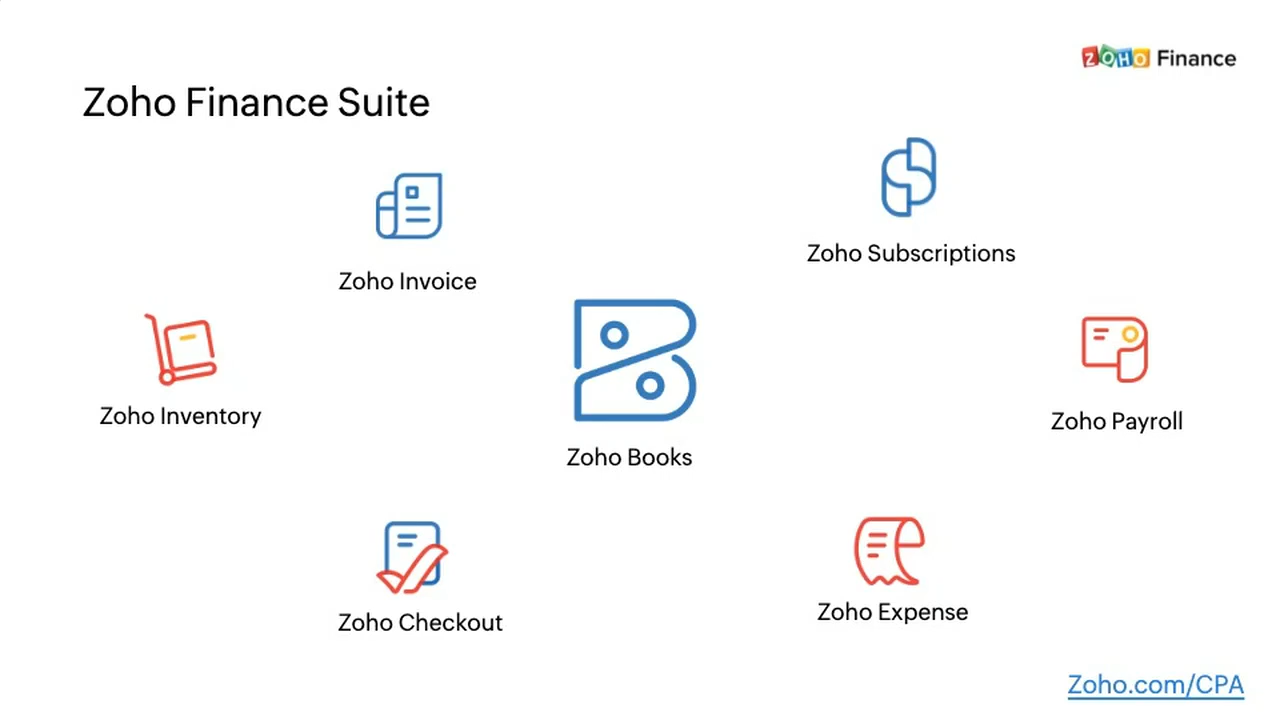 ZOHO Finance
Zoho Finance Suite
Zoho Subscriptions
Zoho Invoice
Zoho Inventory
Zoho Payroll
Zoho Books
Zoho Expense
Zoho Checkout
Zoho.com/CPA